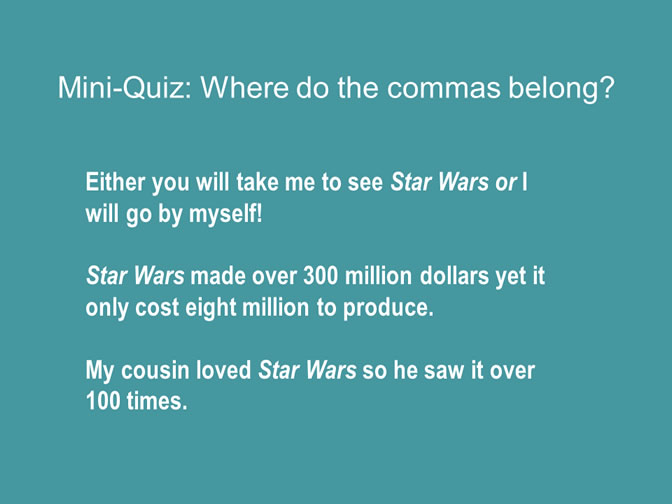 Mini-Quiz: Where do the commas belong?
Either you will take me to see Star Wars or I
will go by myself!
Star Wars made over 300 million dollars yet it
only cost eight million to produce.
My cousin loved Star Wars so he saw it over
100 times.